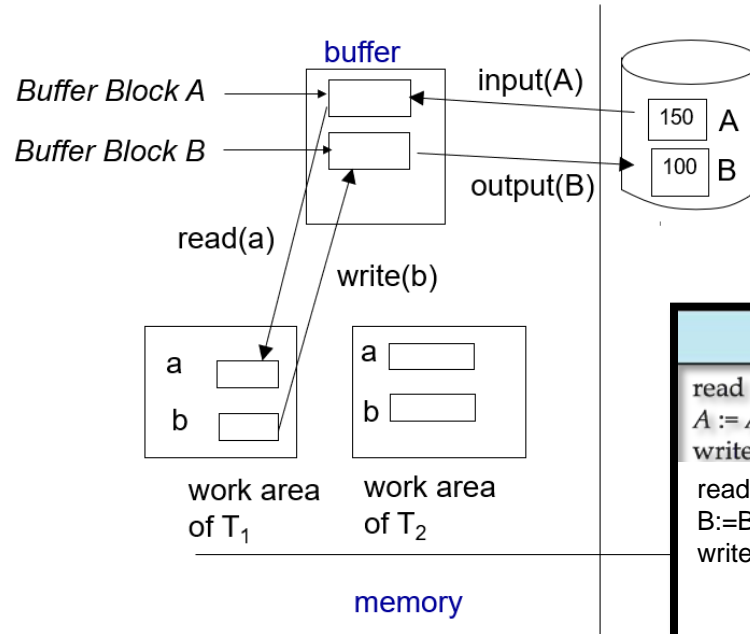 buffer
Buffer Block A
input(A)
150
A
Buffer Block B
100
B
output(B)
read(a)
write(b)
a
b
a
b
work area
of T1
work area
of T2
memory
read
A :=
write
read
B:=B
write